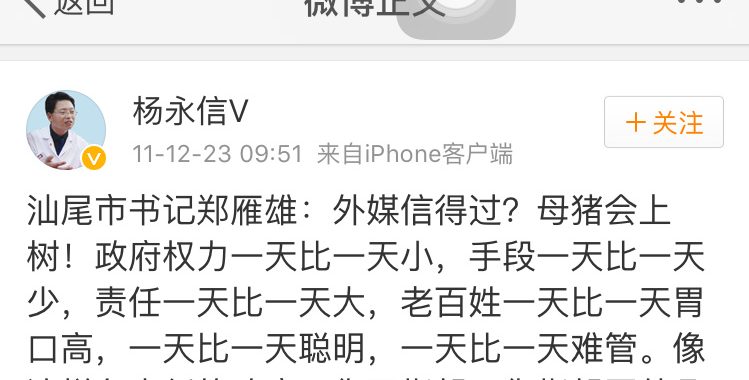 返回 微博正文
杨永信V
+关注
11-12-23 09:51 来自iPhone客户端
汕尾市书记郑雁雄：外媒信得过？母猪会上
树！政府权力一天比一天小，手段一天比一天
少，责任一天比一天大，老百姓一天比一天胃
口高，一天比一天聪明，一天比一天难管。像